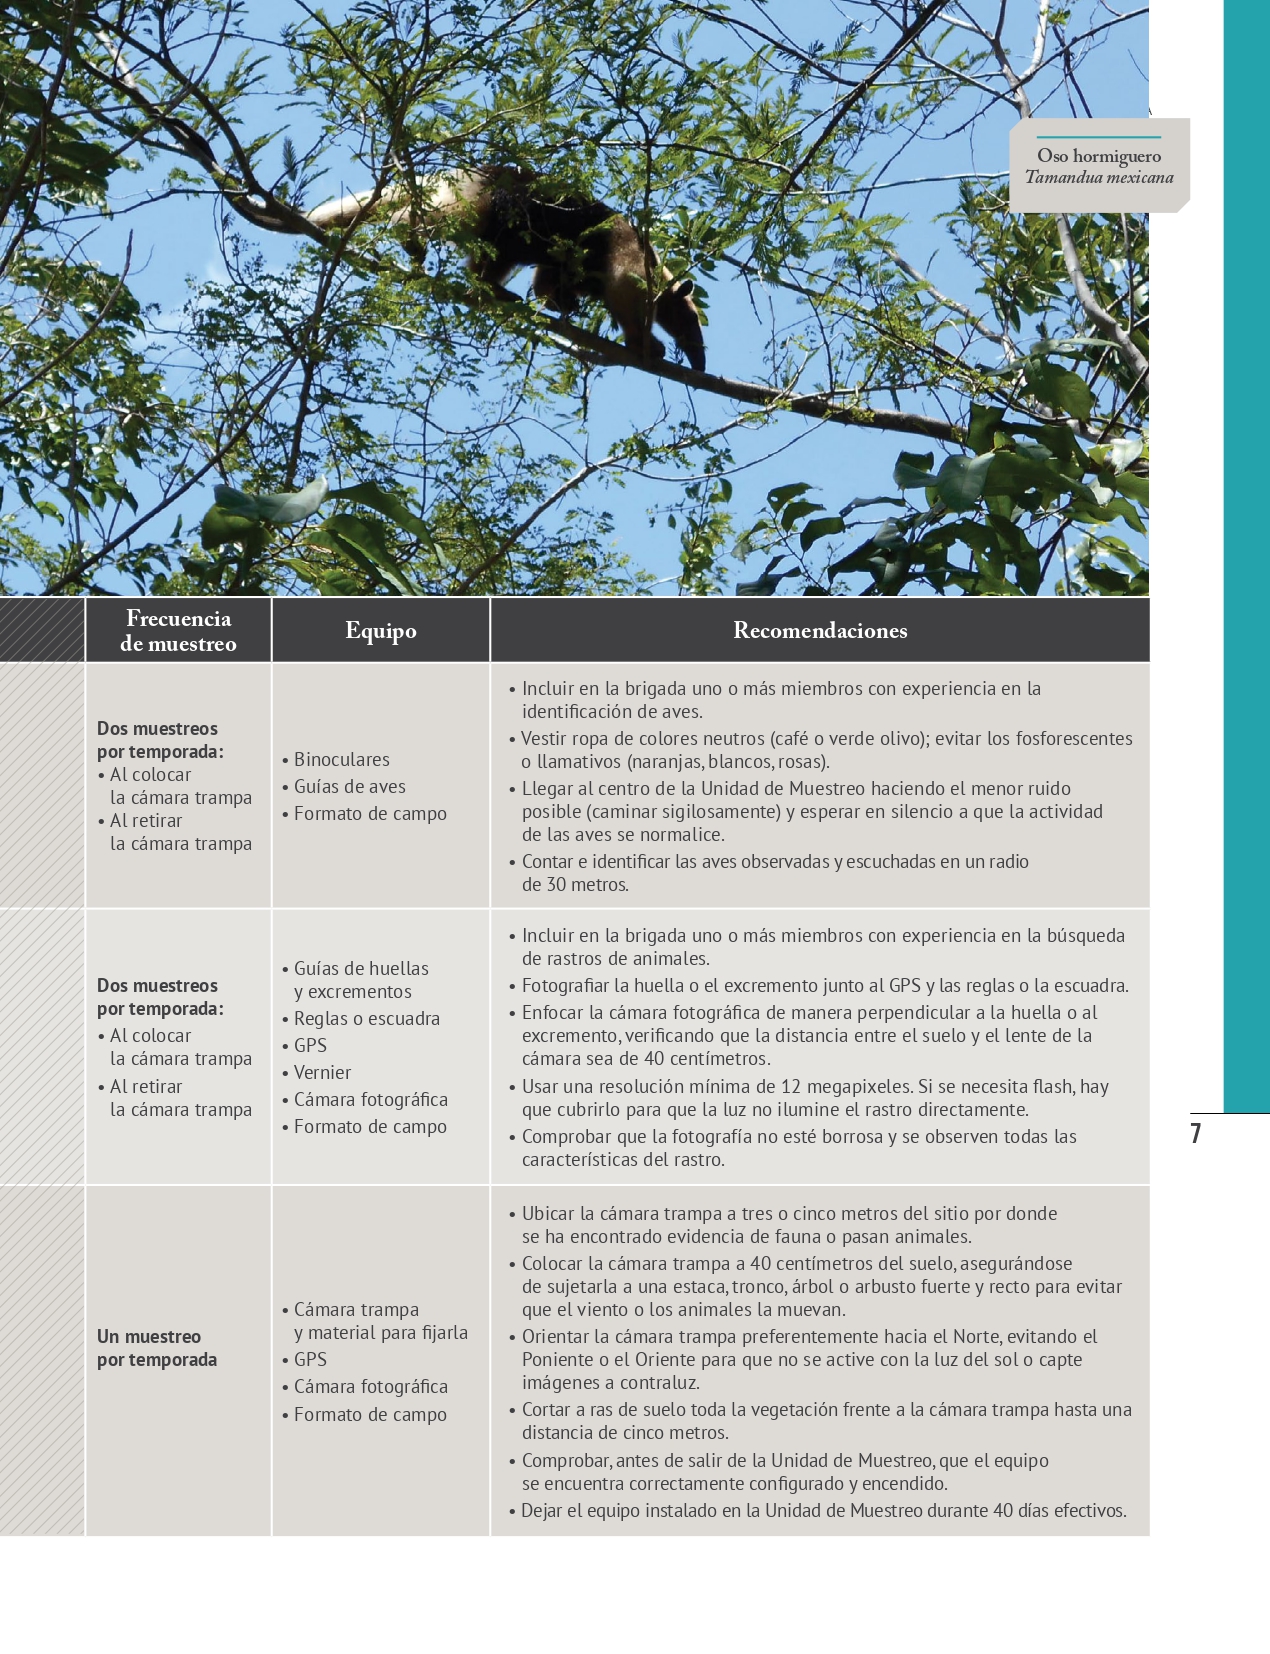 Oso hormiguero
Tamandua mexicana
Frecuencia
de muestreo
Equipo
Recomendaciones
Dos muestreos
por temporada:
• Al colocar
la cámara trampa
• Al retirar
la cámara trampa
• Binoculares
• Guías de aves
• Formato de campo
• Incluir en la brigada uno o más miembros con experiencia en la
identificación de aves.
• Vestir ropa de colores neutros (café o verde olivo); evitar los fosforescentes
o llamativos (naranjas, blancos, rosas).
• Llegar al centro de la Unidad de Muestreo haciendo el menor ruido
posible (caminar sigilosamente) y esperar en silencio a que la actividad
de las aves se normalice.
• Contar e identificar las aves observadas y escuchadas en un radio
de 30 metros.
Dos muestreos
por temporada:
• Al colocar
la cámara trampa
• Al retirar
la cámara trampa
• Guías de huellas
y excrementos
• Reglas o escuadra
• GPS
• Vernier
• Cámara fotográfica
• Formato de campo
• Incluir en la brigada uno o más miembros con experiencia en la búsqueda
de rastros de animales.
• Fotografiar la huella o el excremento junto al GPS y las reglas o la escuadra.
• Enfocar la cámara fotográfica de manera perpendicular a la huella o al
excremento, verificando que la distancia entre el suelo y el lente de la
cámara sea de 40 centímetros.
• Usar una resolución mínima de 12 megapixeles. Si se necesita flash, hay
que cubrirlo para que la luz no ilumine el rastro directamente.
• Comprobar que la fotografía no esté borrosa y se observen todas las
características del rastro.
7
Un muestreo
por temporada
• Cámara trampa
y material para fijarla
• GPS
• Cámara fotográfica
• Formato de campo
• Ubicar la cámara trampa a tres o cinco metros del sitio por donde
se ha encontrado evidencia de fauna o pasan animales.
• Colocar la cámara trampa a 40 centímetros del suelo, asegurándose
de sujetarla a una estaca, tronco, árbol o arbusto fuerte y recto para evitar
que el viento o los animales la muevan.
• Orientar la cámara trampa preferentemente hacia el Norte, evitando el
Poniente o el Oriente para que no se active con la luz del sol o capte
imágenes a contraluz.
• Cortar a ras de suelo toda la vegetación frente a la cámara trampa hasta una
distancia de cinco metros.
• Comprobar, antes de salir de la Unidad de Muestreo, que el equipo
se encuentra correctamente configurado y encendido.
• Dejar el equipo instalado en la Unidad de Muestreo durante 40 días efectivos.